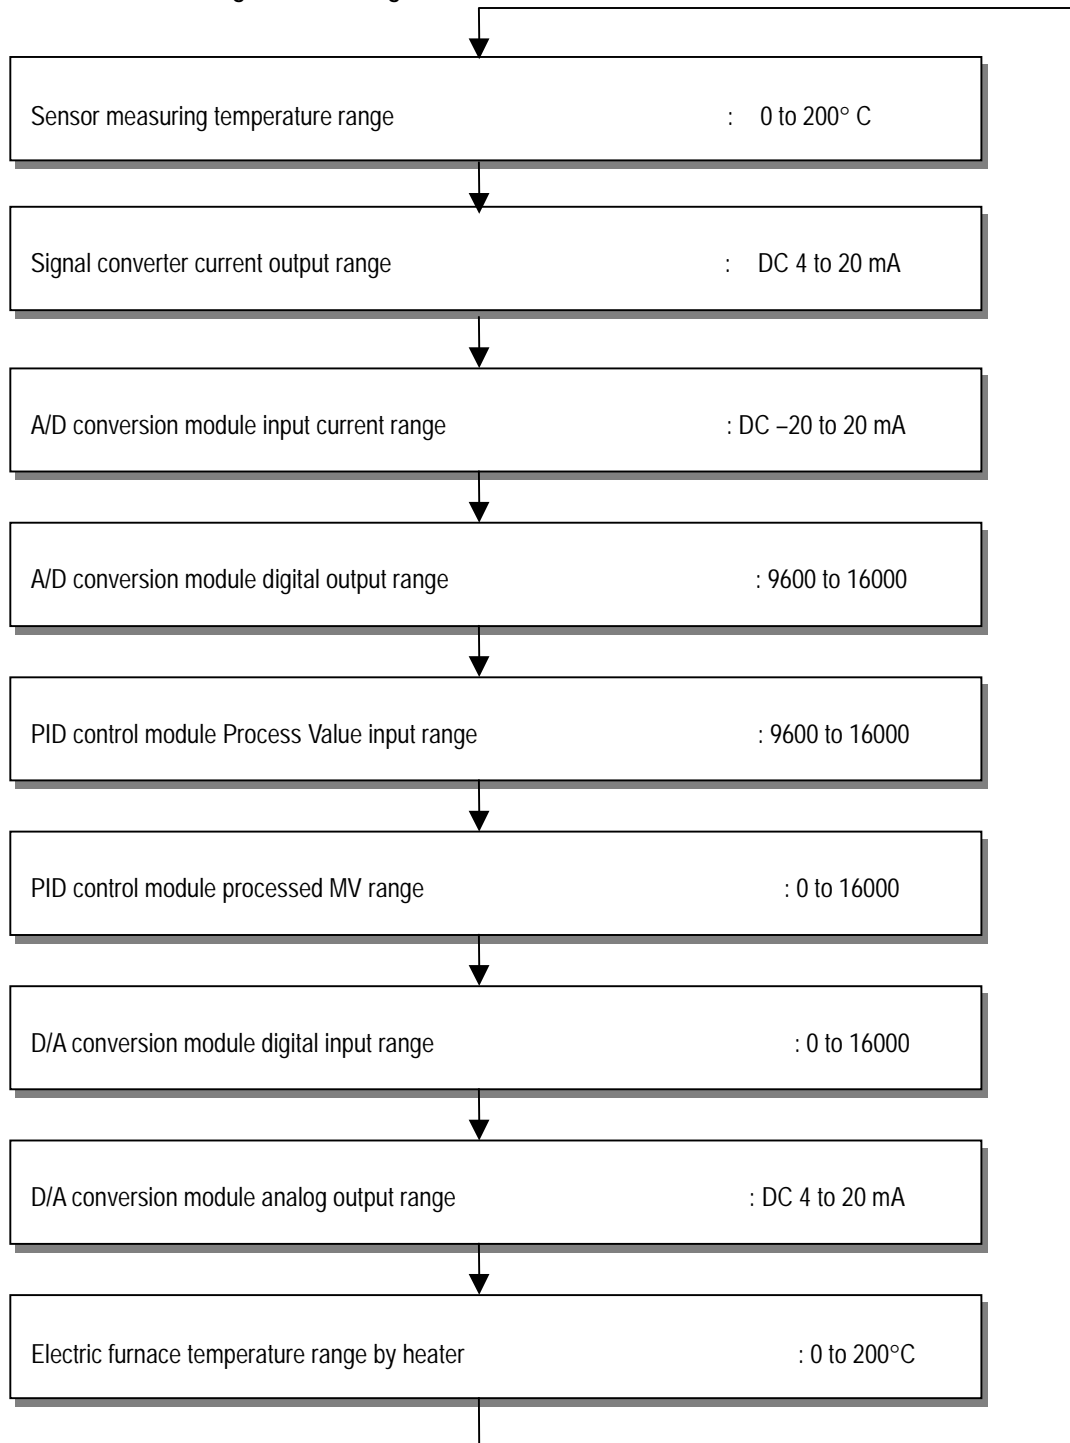 Sensor measuring temperature range : 0 to 200° C
Signal converter current output range : DC 4 to 20 mA
A/D conversion module input current range : DC –20 to 20 mA
A/D conversion module digital output range : 9600 to 16000
PID control module Process Value input range : 9600 to 16000
PID control module processed MV range : 0 to 16000
D/A conversion module digital input range : 0 to 16000
D/A conversion module analog output range : DC 4 to 20 mA
Electric furnace temperature range by heater : 0 to 200°C